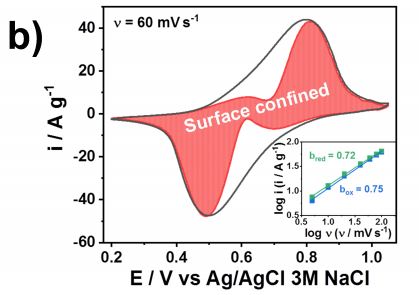 b)
ν = 60 mV s⁻¹
i / A g⁻¹
40
20
0
-20
-40
-60
Surface confined
log i (i / A g⁻¹)
2.0
1.5
1.0
0.5
b_red = 0.72
b_ox = 0.75
0.5 1.0 1.5 2.0
log ν (ν / mV s⁻¹)
0.2 0.4 0.6 0.8 1.0
E / V vs Ag/AgCl 3M NaCl